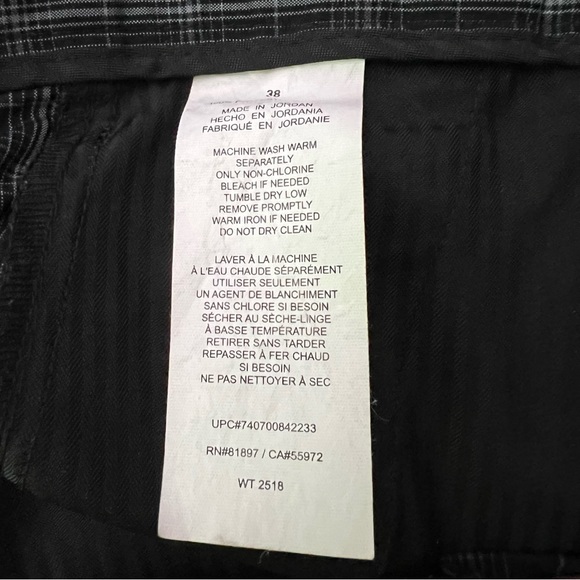 38
MADE IN JORDAN
HECHO EN JORDANIA
FABRIQUÉ EN JORDANIE
MACHINE WASH WARM
SEPARATELY
ONLY NON-CHLORINE
BLEACH IF NEEDED
TUMBLE DRY LOW
REMOVE PROMPTLY
WARM IRON IF NEEDED
DO NOT DRY CLEAN
LAVER À LA MACHINE
À L'EAU CHAUDE SÉPARÉMENT
UTILISER SEULEMENT
UN AGENT DE BLANCHIMENT
SANS CHLORE SI BESOIN
SÉCHER AU SÈCHE-LINGE
À BASSE TEMPÉRATURE
RETIRER SANS TARDER
REPASSER À FER CHAUD
SI BESOIN
NE PAS NETTOYER À SEC
UPC#740700842233
RN#81897 / CA#55972
WT 2518